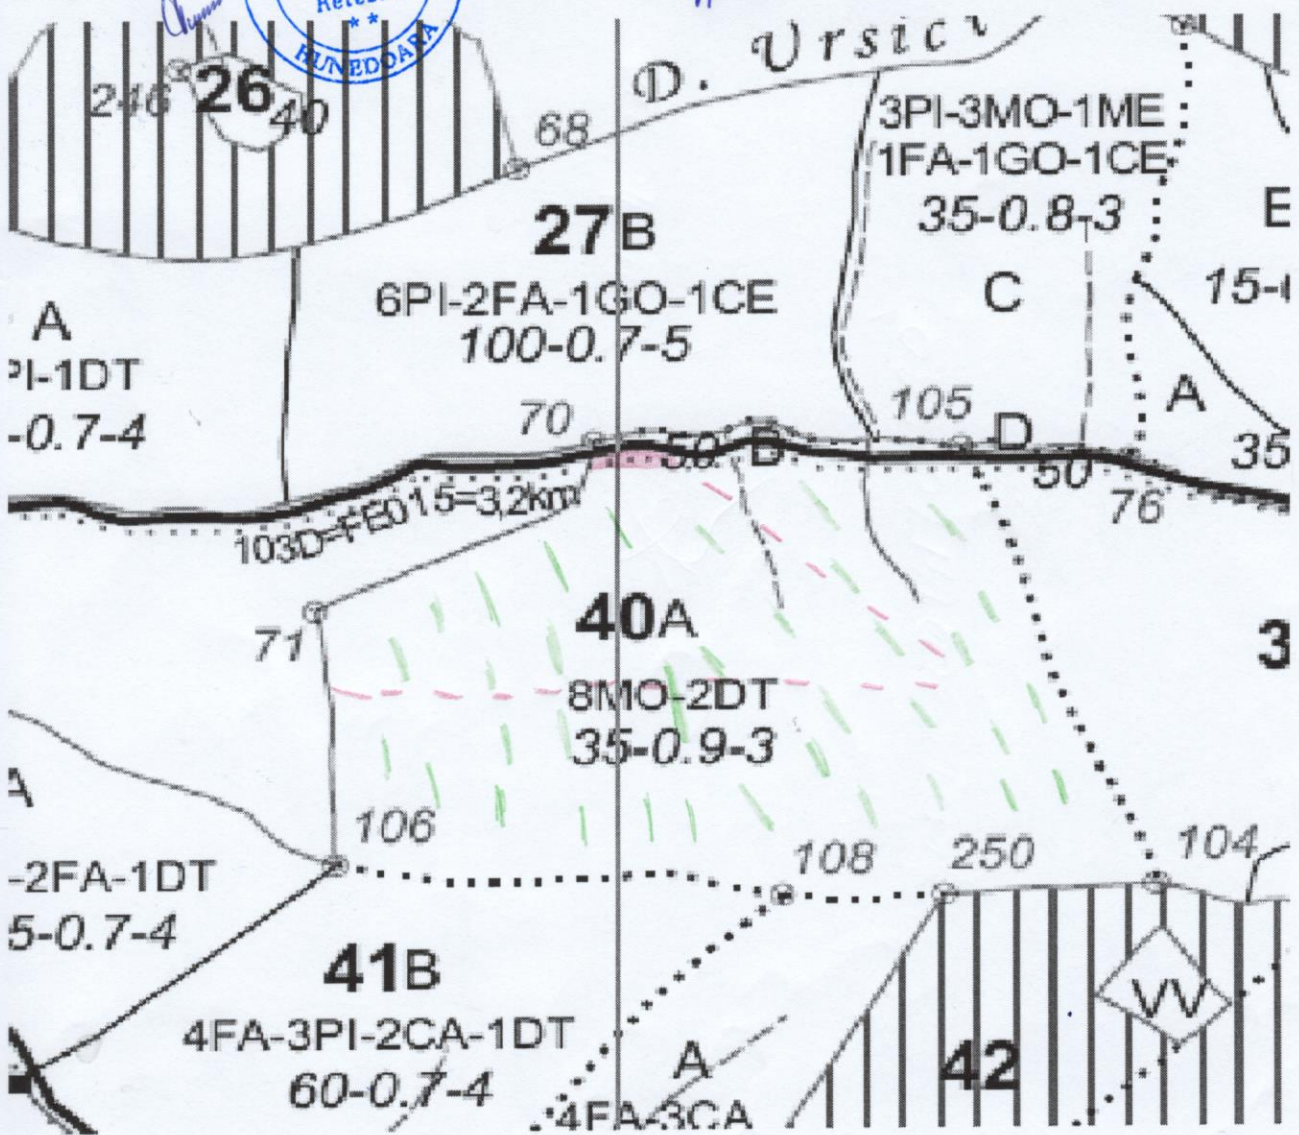 HUNEDOARA
**
D. Ursic
246
26
40
68
3PI-3MO-1ME
1FA-1GO-1CE
35-0.8-3
27B
E
6PI-2FA-1GO-1CE
100-0.7-5
C
15-
A
PI-1DT
-0.7-4
70
105
D
A
50
B
50
35
103D=FE015=3,2km
76
71
40A
3
8MO-2DT
35-0.9-3
A
106
108
250
104
-2FA-1DT
5-0.7-4
41B
4FA-3PI-2CA-1DT
60-0.7-4
A
42
VV
4FA-3CA